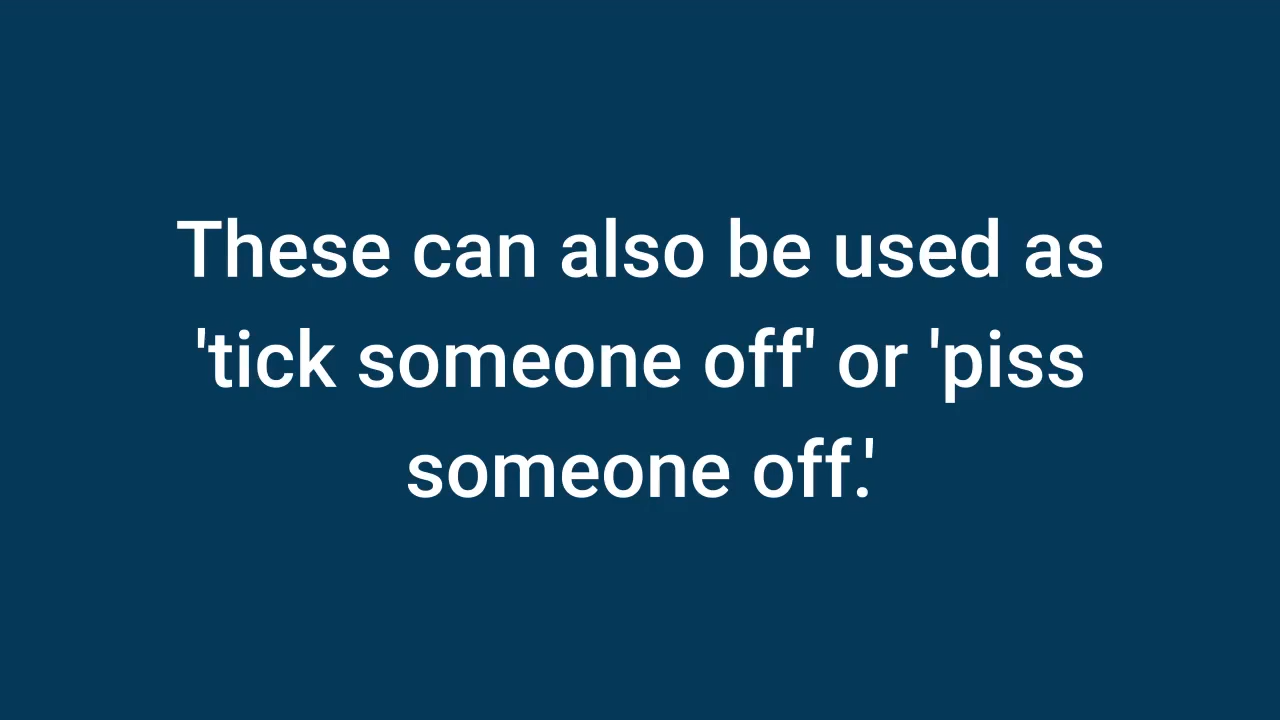 These can also be used as
'tick someone off' or 'piss
someone off.'